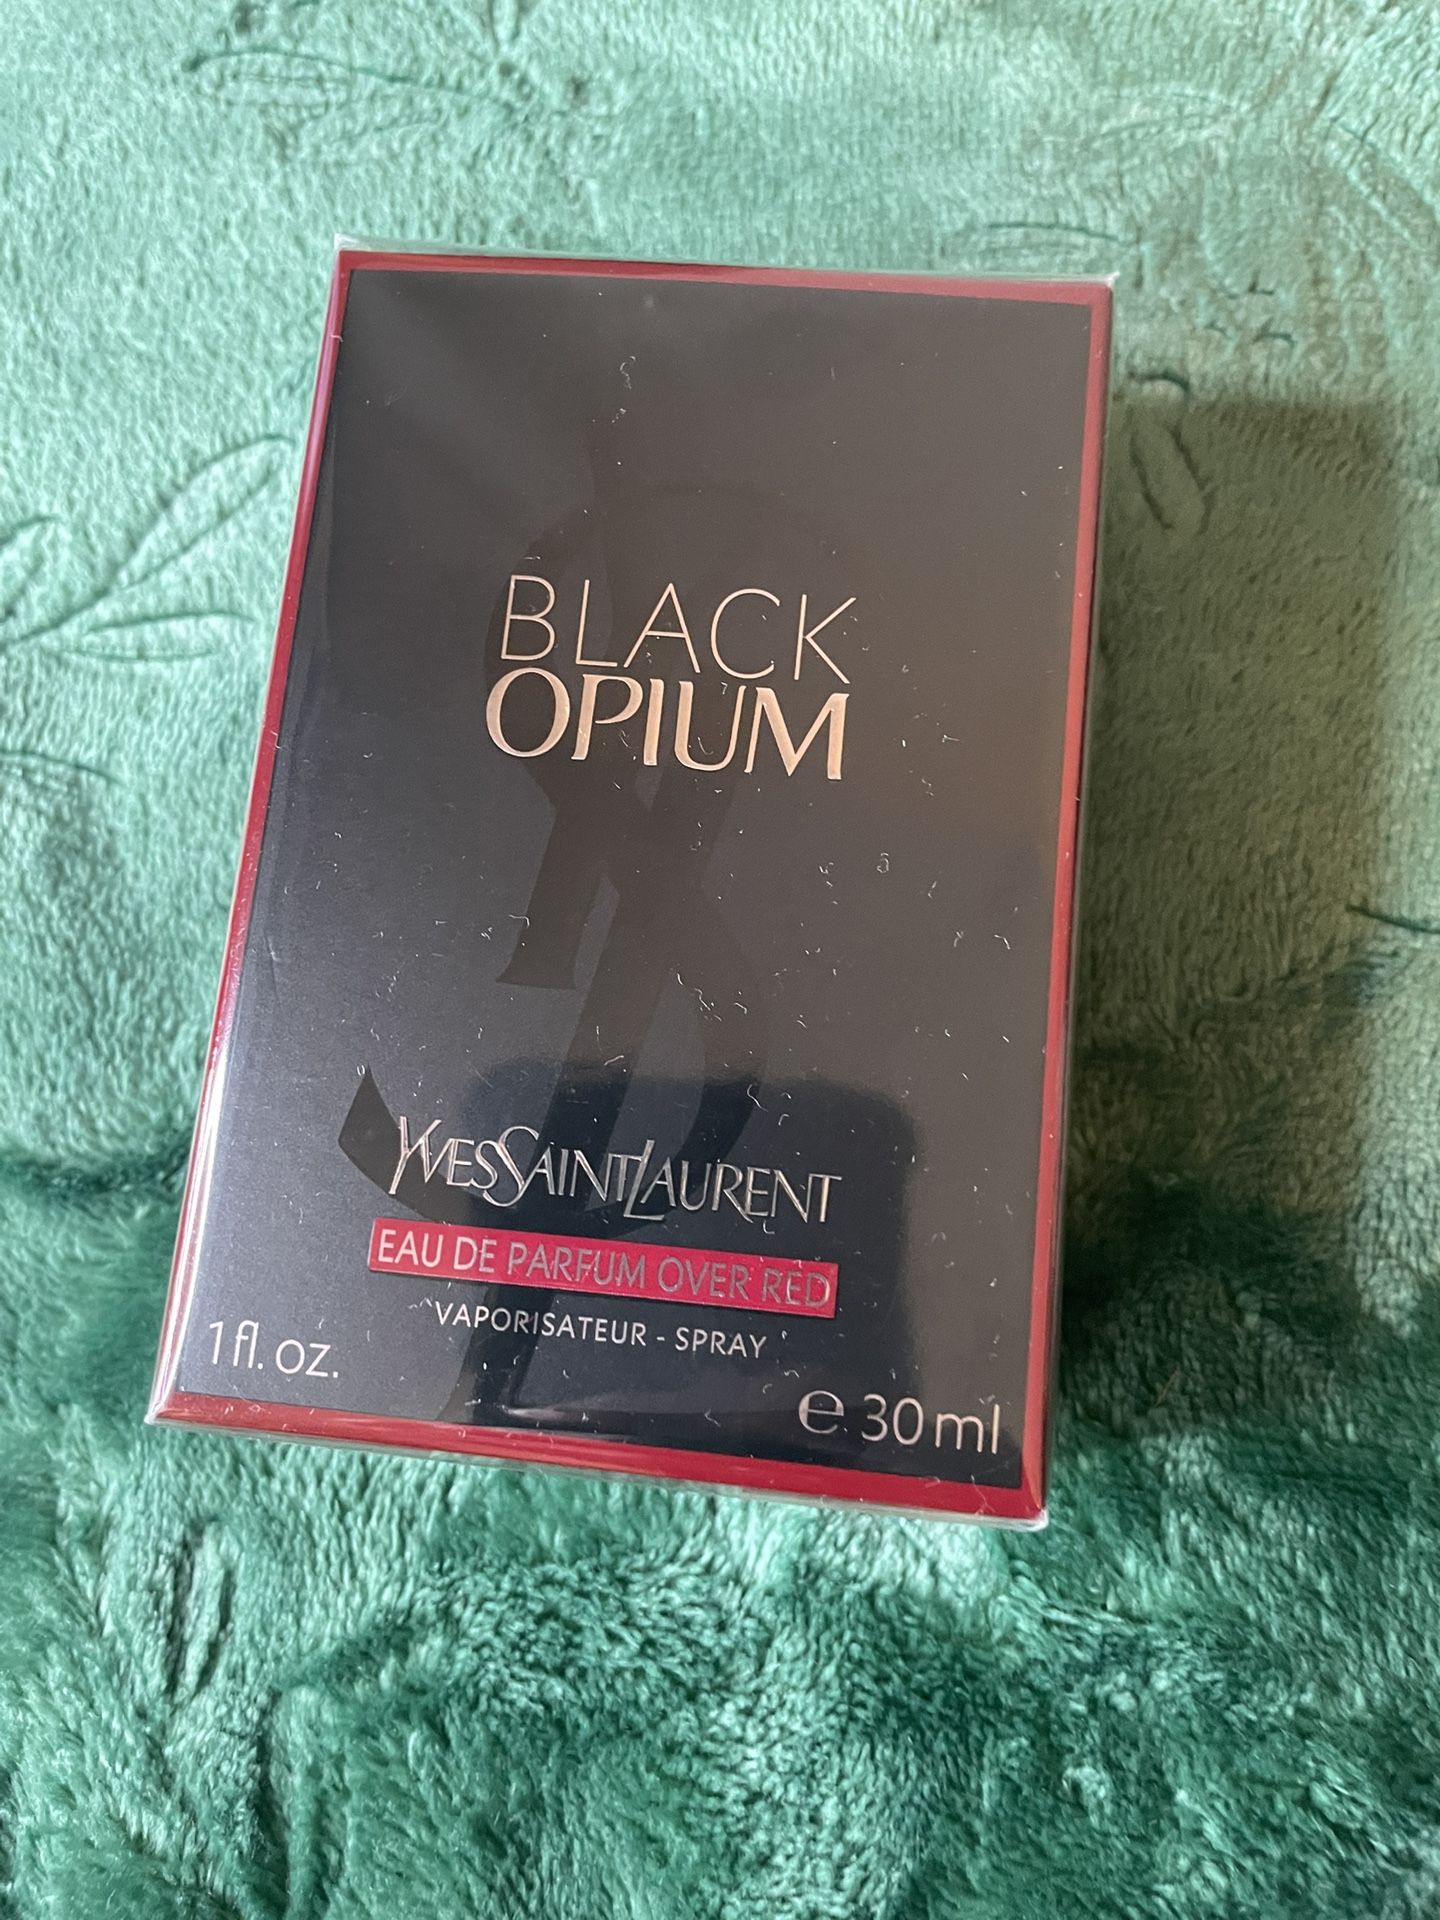 BLACK
OPIUM
YVESSAINTLAURENT
EAU DE PARFUM OVER RED
VAPORISATEUR - SPRAY
1 fl. oz.
℮ 30 ml